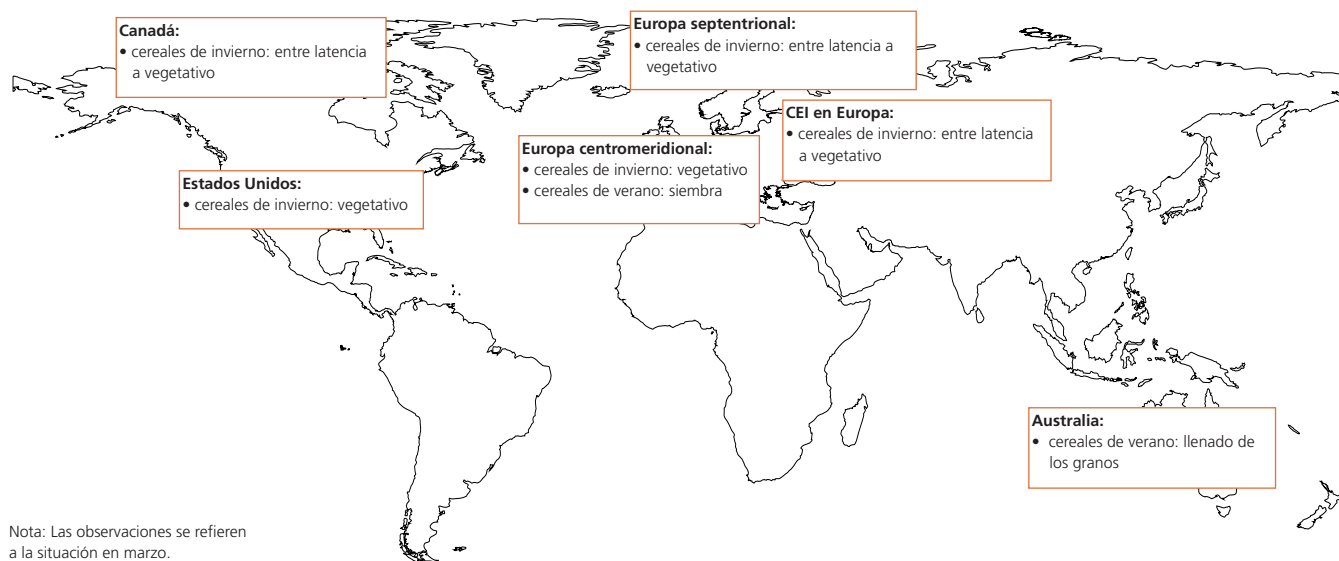 Canadá:
• cereales de invierno: entre latencia
a vegetativo
Europa septentrional:
• cereales de invierno: entre latencia a
vegetativo
CEI en Europa:
• cereales de invierno: entre latencia
a vegetativo
Europa centromeridional:
• cereales de invierno: vegetativo
• cereales de verano: siembra
Estados Unidos:
• cereales de invierno: vegetativo
Australia:
• cereales de verano: llenado de
los granos
Nota: Las observaciones se refieren
a la situación en marzo.